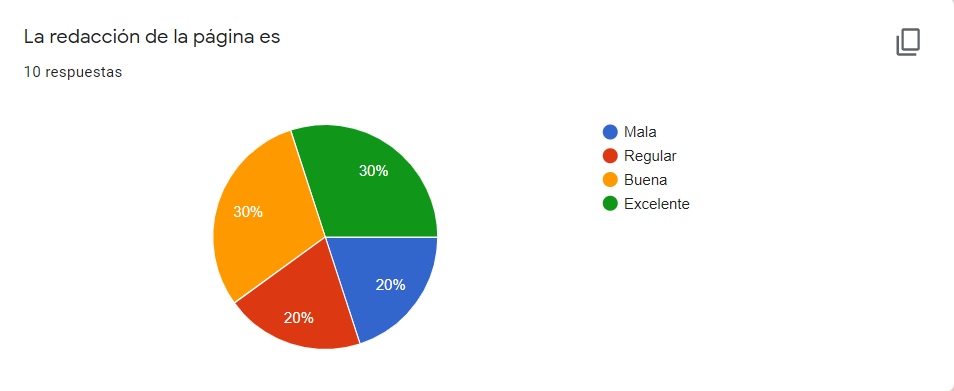 La redacción de la página es
10 respuestas
Mala
Regular
Buena
Excelente
30%
30%
20%
20%